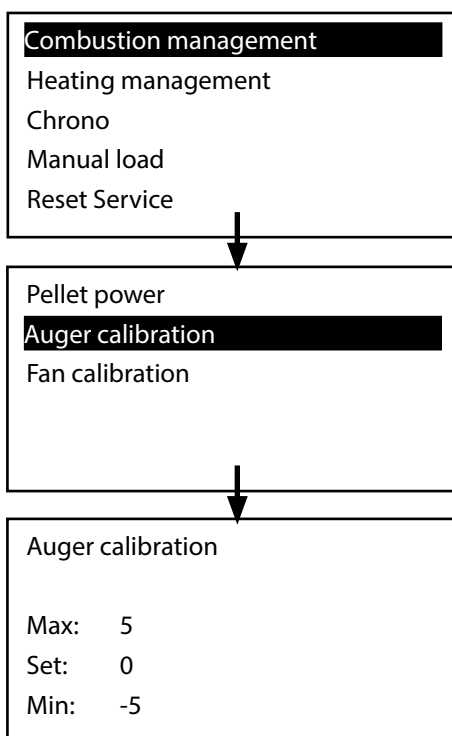 Combustion management
Heating management
Chrono
Manual load
Reset Service
Pellet power
Auger calibration
Fan calibration
Auger calibration
Max: 5
Set: 0
Min: -5